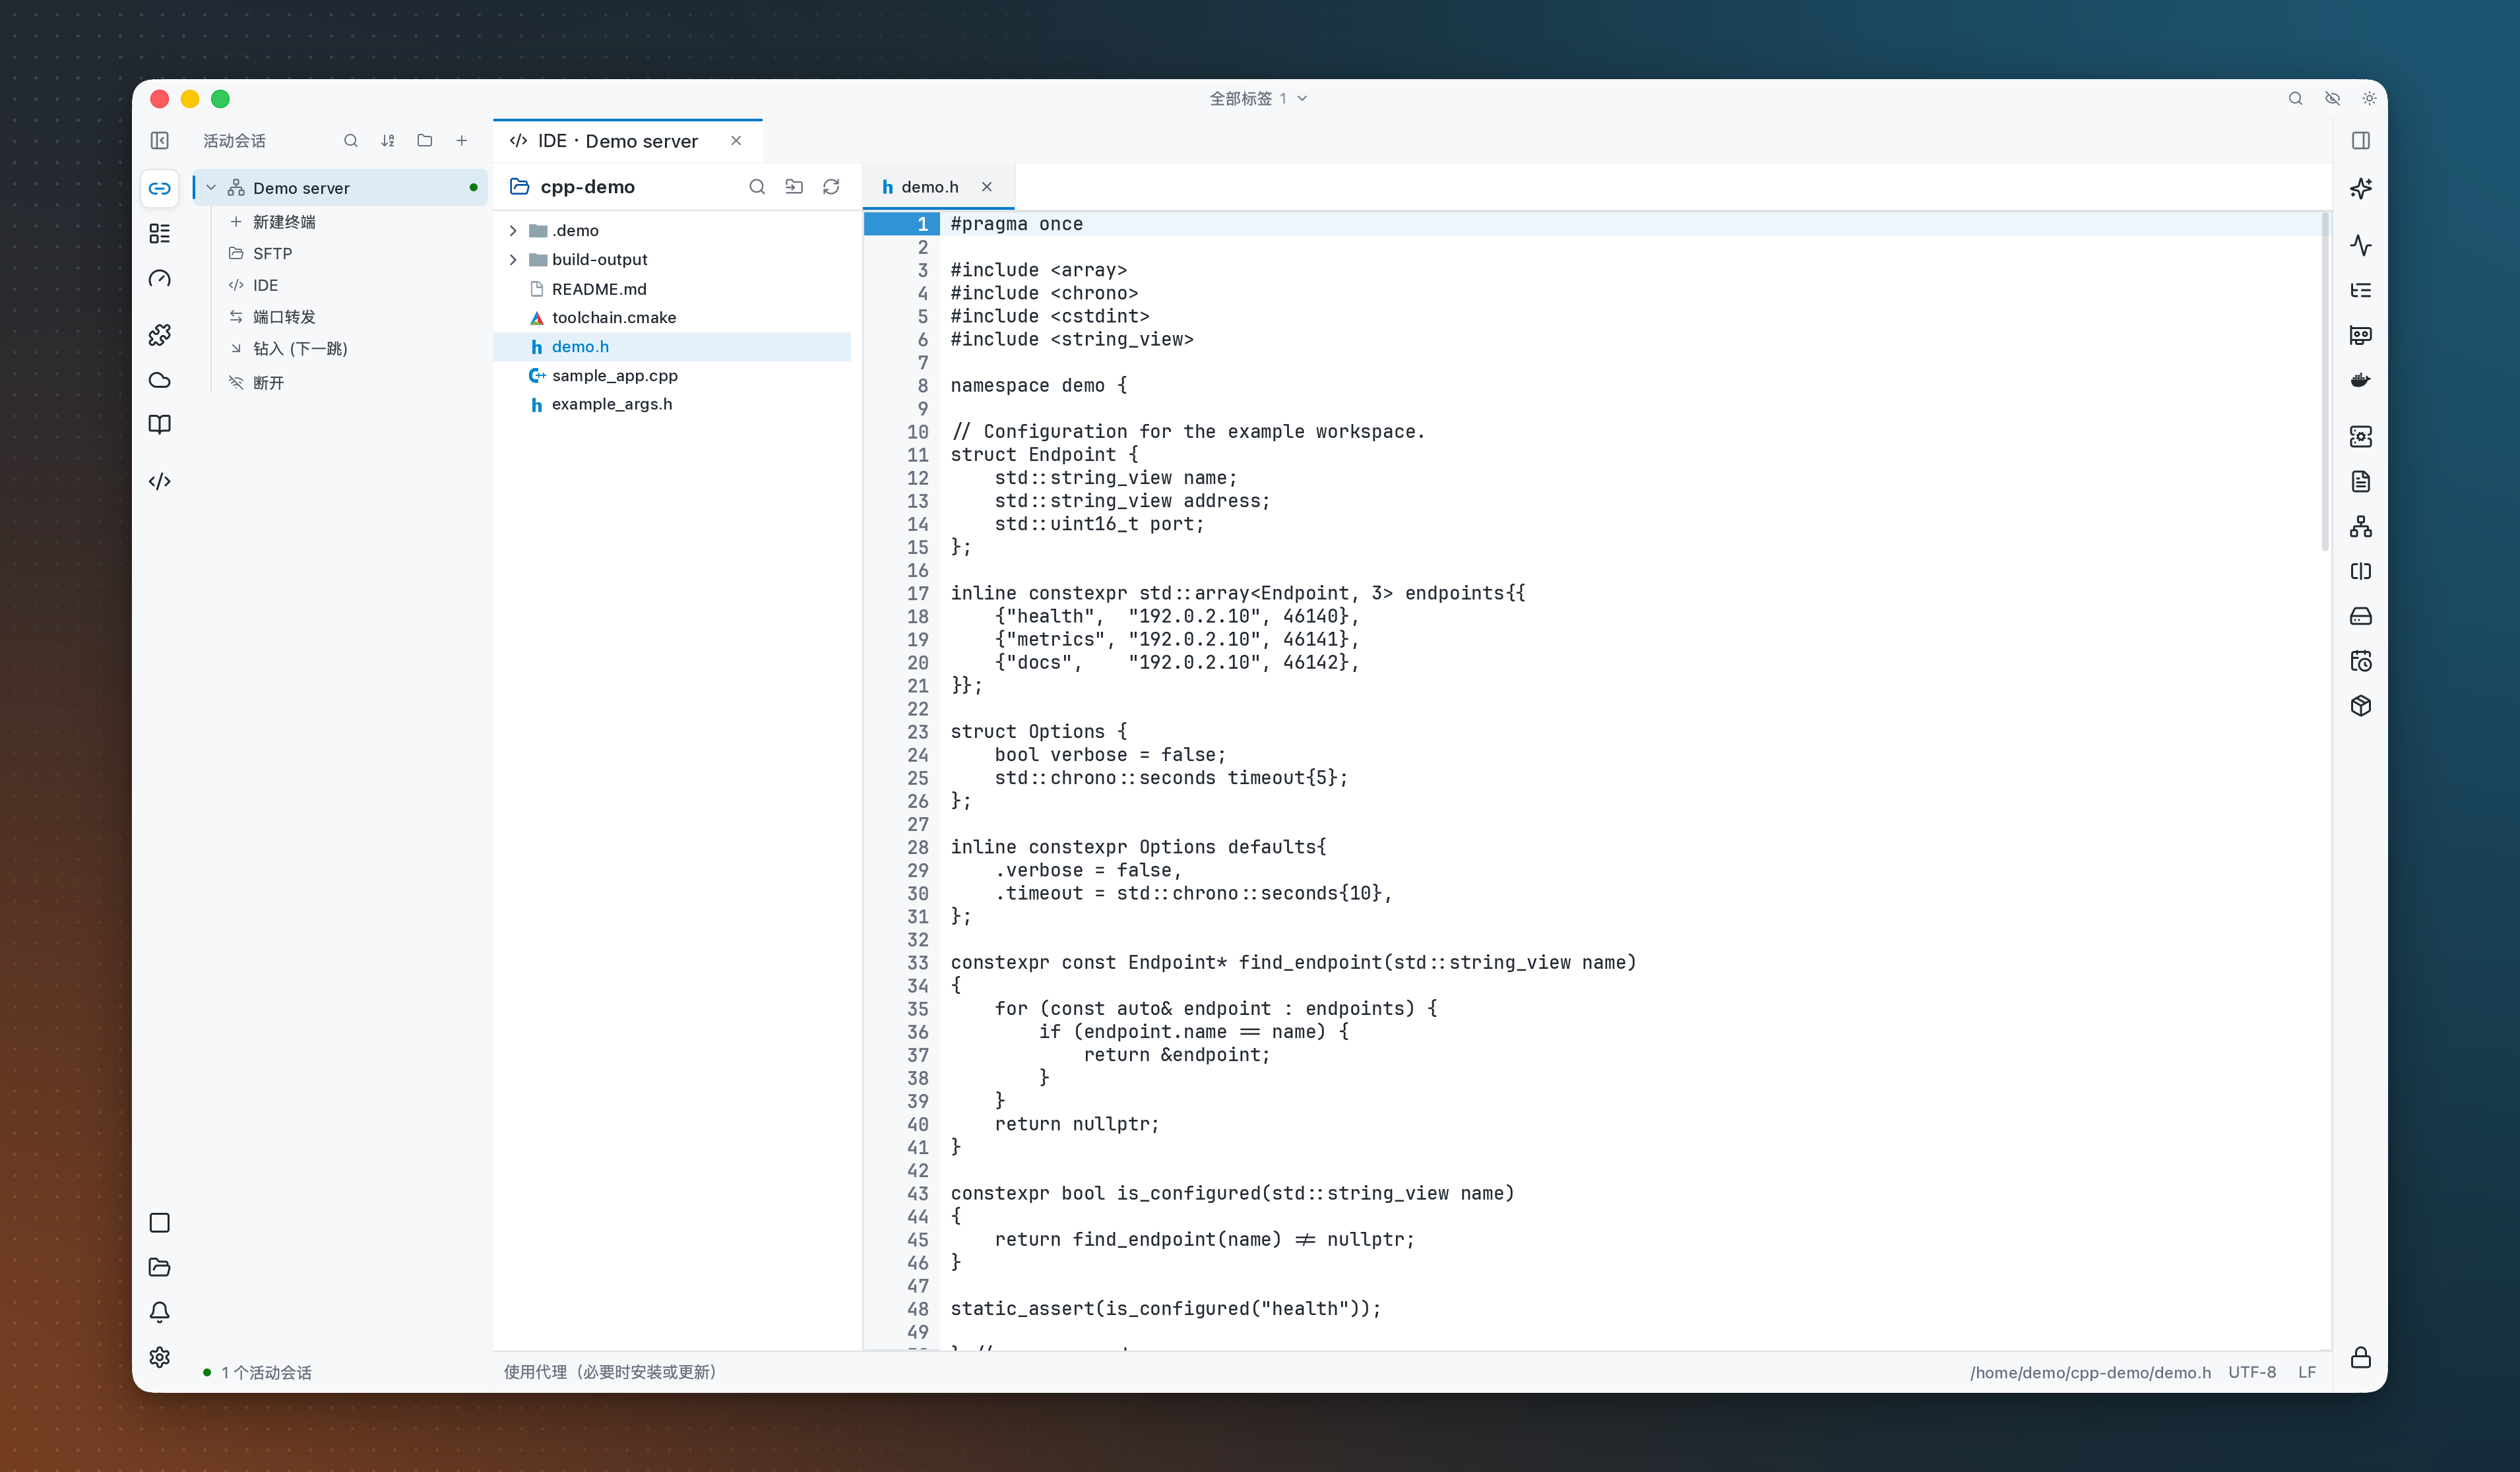 全部标签 1
活动会话
Demo server
新建终端
SFTP
IDE
端口转发
钻入 (下一跳)
断开
IDE · Demo server
cpp-demo
.demo
build-output
README.md
toolchain.cmake
demo.h
sample_app.cpp
example_args.h
demo.h
1 #pragma once
2
3 #include <array>
4 #include <chrono>
5 #include <cstdint>
6 #include <string_view>
7
8 namespace demo {
9
10 // Configuration for the example workspace.
11 struct Endpoint {
12     std::string_view name;
13     std::string_view address;
14     std::uint16_t port;
15 };
16
17 inline constexpr std::array<Endpoint, 3> endpoints{{
18     {"health",  "192.0.2.10", 46140},
19     {"metrics", "192.0.2.10", 46141},
20     {"docs",    "192.0.2.10", 46142},
21 }};
22
23 struct Options {
24     bool verbose = false;
25     std::chrono::seconds timeout{5};
26 };
27
28 inline constexpr Options defaults{
29     .verbose = false,
30     .timeout = std::chrono::seconds{10},
31 };
32
33 constexpr const Endpoint* find_endpoint(std::string_view name)
34 {
35     for (const auto& endpoint : endpoints) {
36         if (endpoint.name == name) {
37             return &endpoint;
38         }
39     }
40     return nullptr;
41 }
42
43 constexpr bool is_configured(std::string_view name)
44 {
45     return find_endpoint(name) != nullptr;
46 }
47
48 static_assert(is_configured("health"));
49
1 个活动会话
使用代理（必要时安装或更新）
/home/demo/cpp-demo/demo.h UTF-8 LF